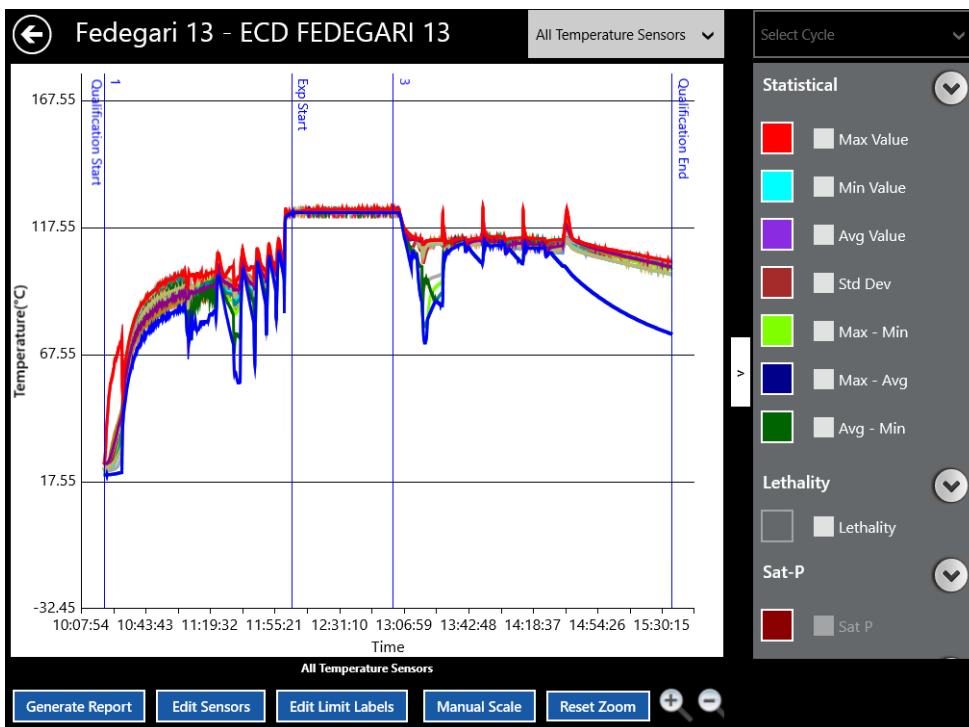 Fedegari 13 - ECD FEDEGARI 13
All Temperature Sensors
Select Cycle
Qualification Start
1
Exp Start
3
Qualification End
Temperature(°C)
167.55
117.55
67.55
17.55
-32.45
10:07:54 10:43:43 11:19:32 11:55:21 12:31:10 13:06:59 13:42:48 14:18:37 14:54:26 15:30:15
Time
All Temperature Sensors
>
Statistical
Max Value
Min Value
Avg Value
Std Dev
Max - Min
Max - Avg
Avg - Min
Lethality
Lethality
Sat-P
Sat P
Generate Report
Edit Sensors
Edit Limit Labels
Manual Scale
Reset Zoom